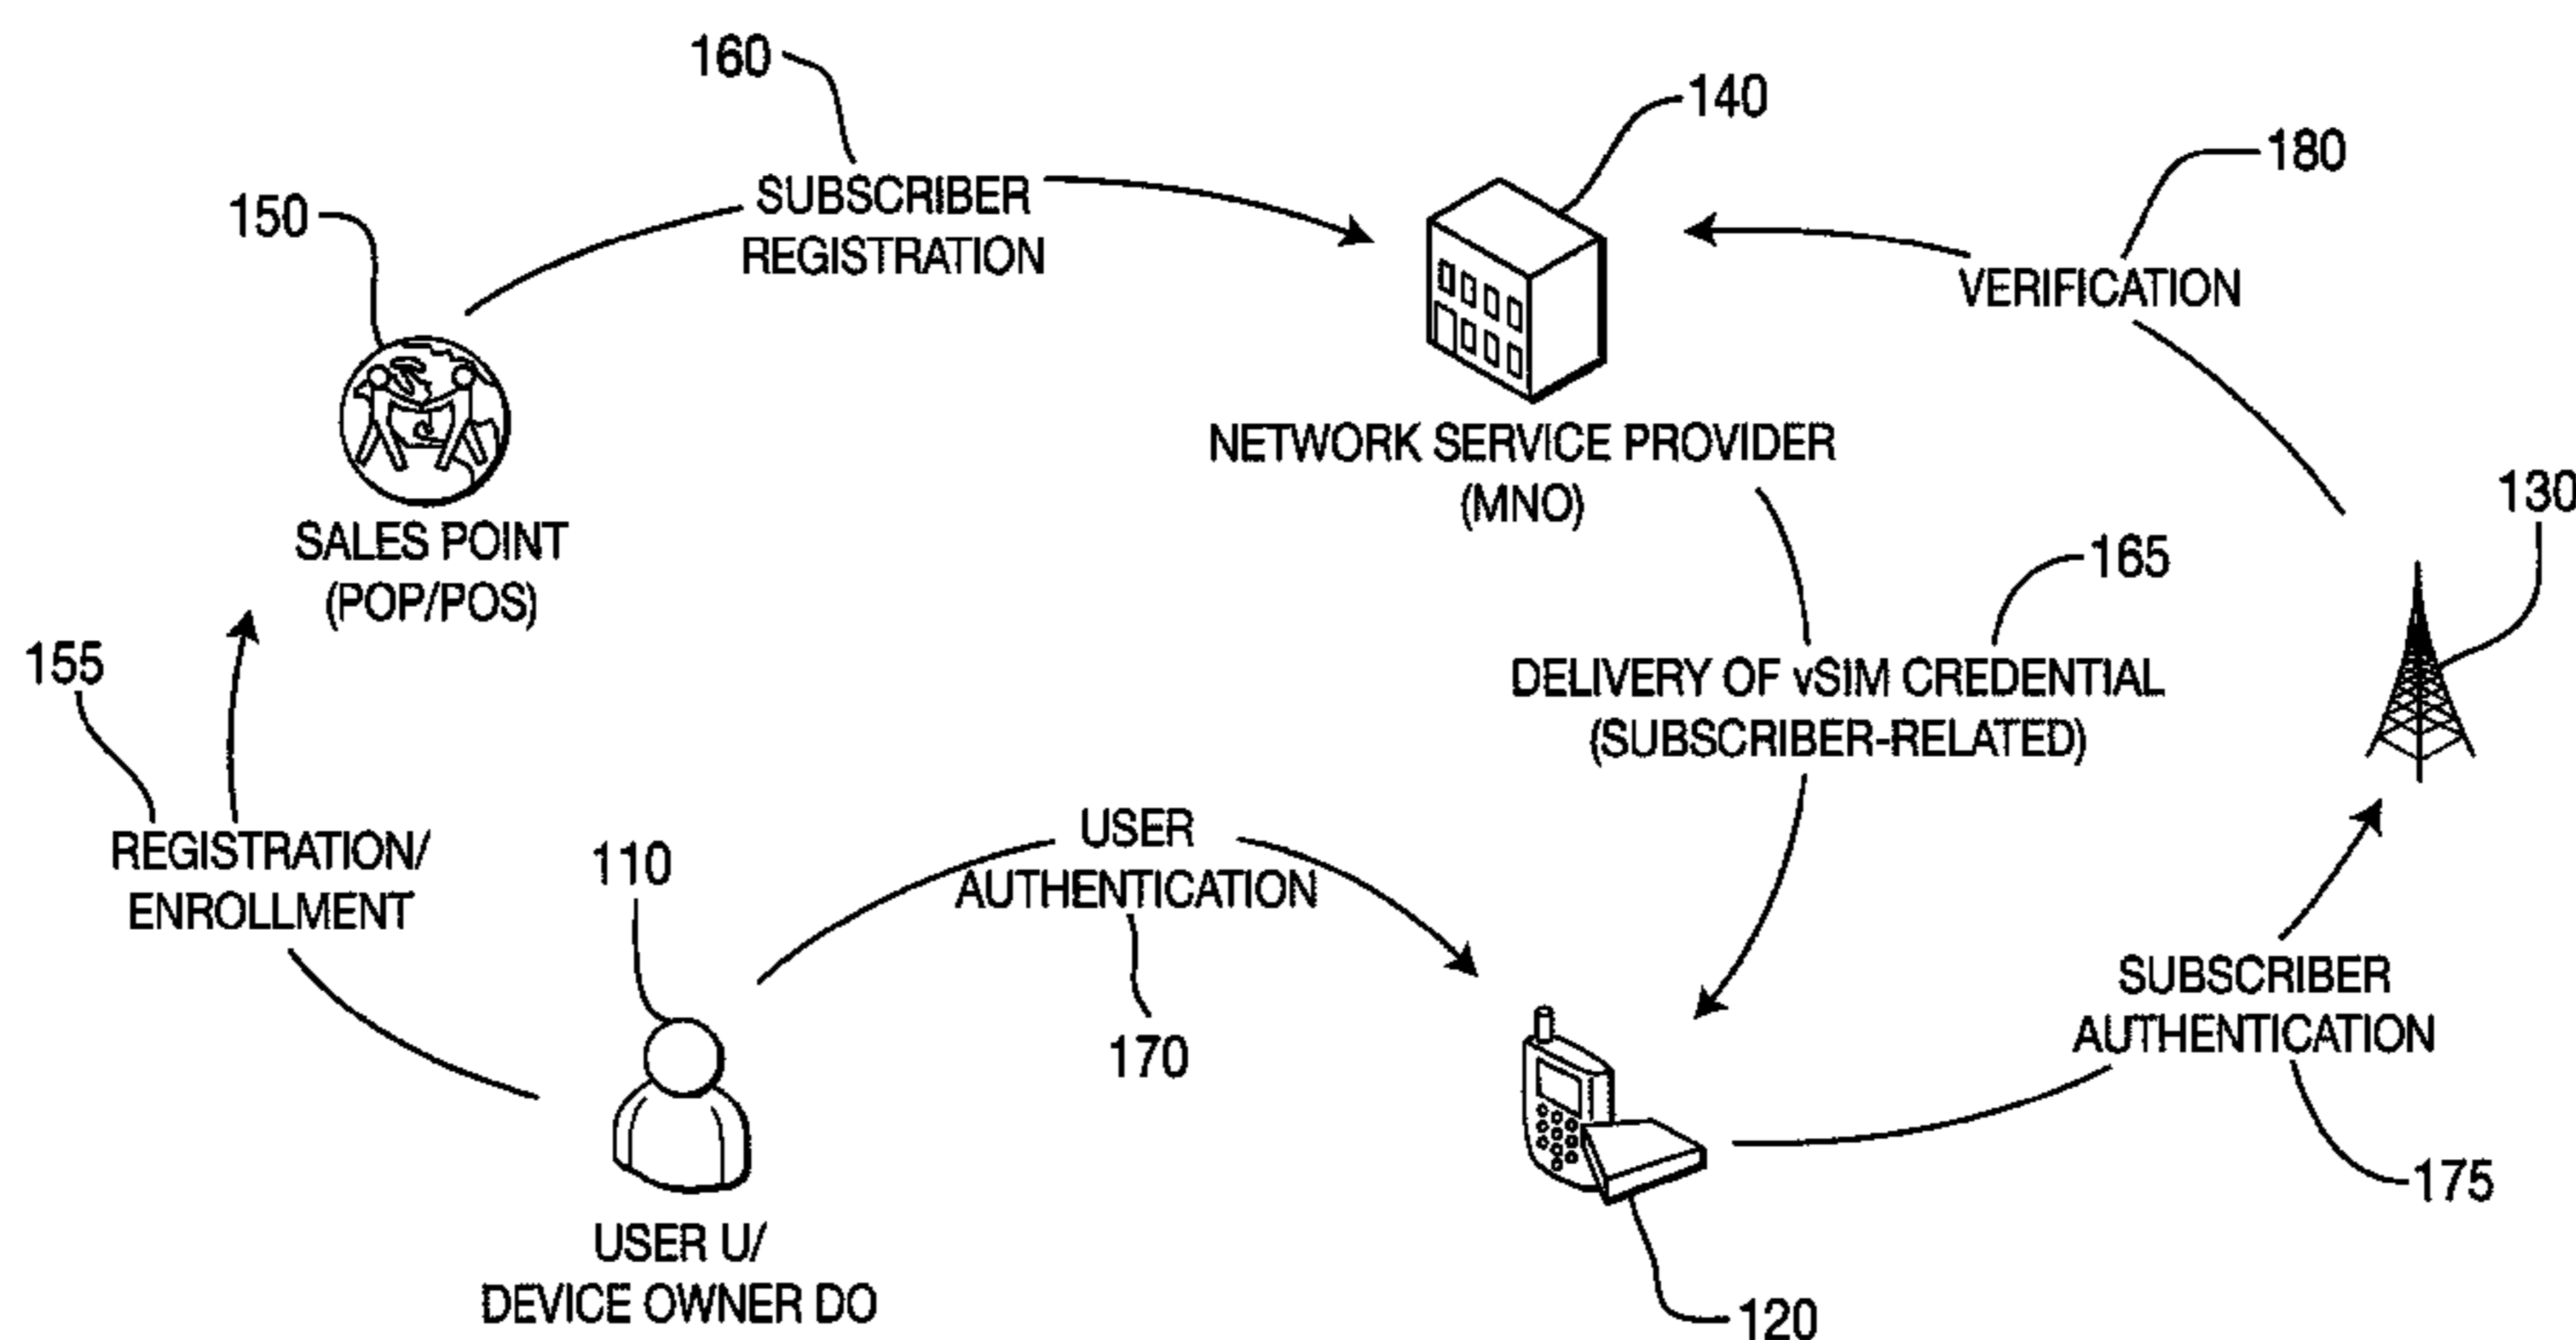 160
140
180
SUBSCRIBER
REGISTRATION
150
VERIFICATION
NETWORK SERVICE PROVIDER
(MNO)
130
SALES POINT
(POP/POS)
165
155
DELIVERY OF vSIM CREDENTIAL
(SUBSCRIBER-RELATED)
REGISTRATION/
ENROLLMENT
110
USER
AUTHENTICATION
170
SUBSCRIBER
AUTHENTICATION
175
USER U/
DEVICE OWNER DO
120